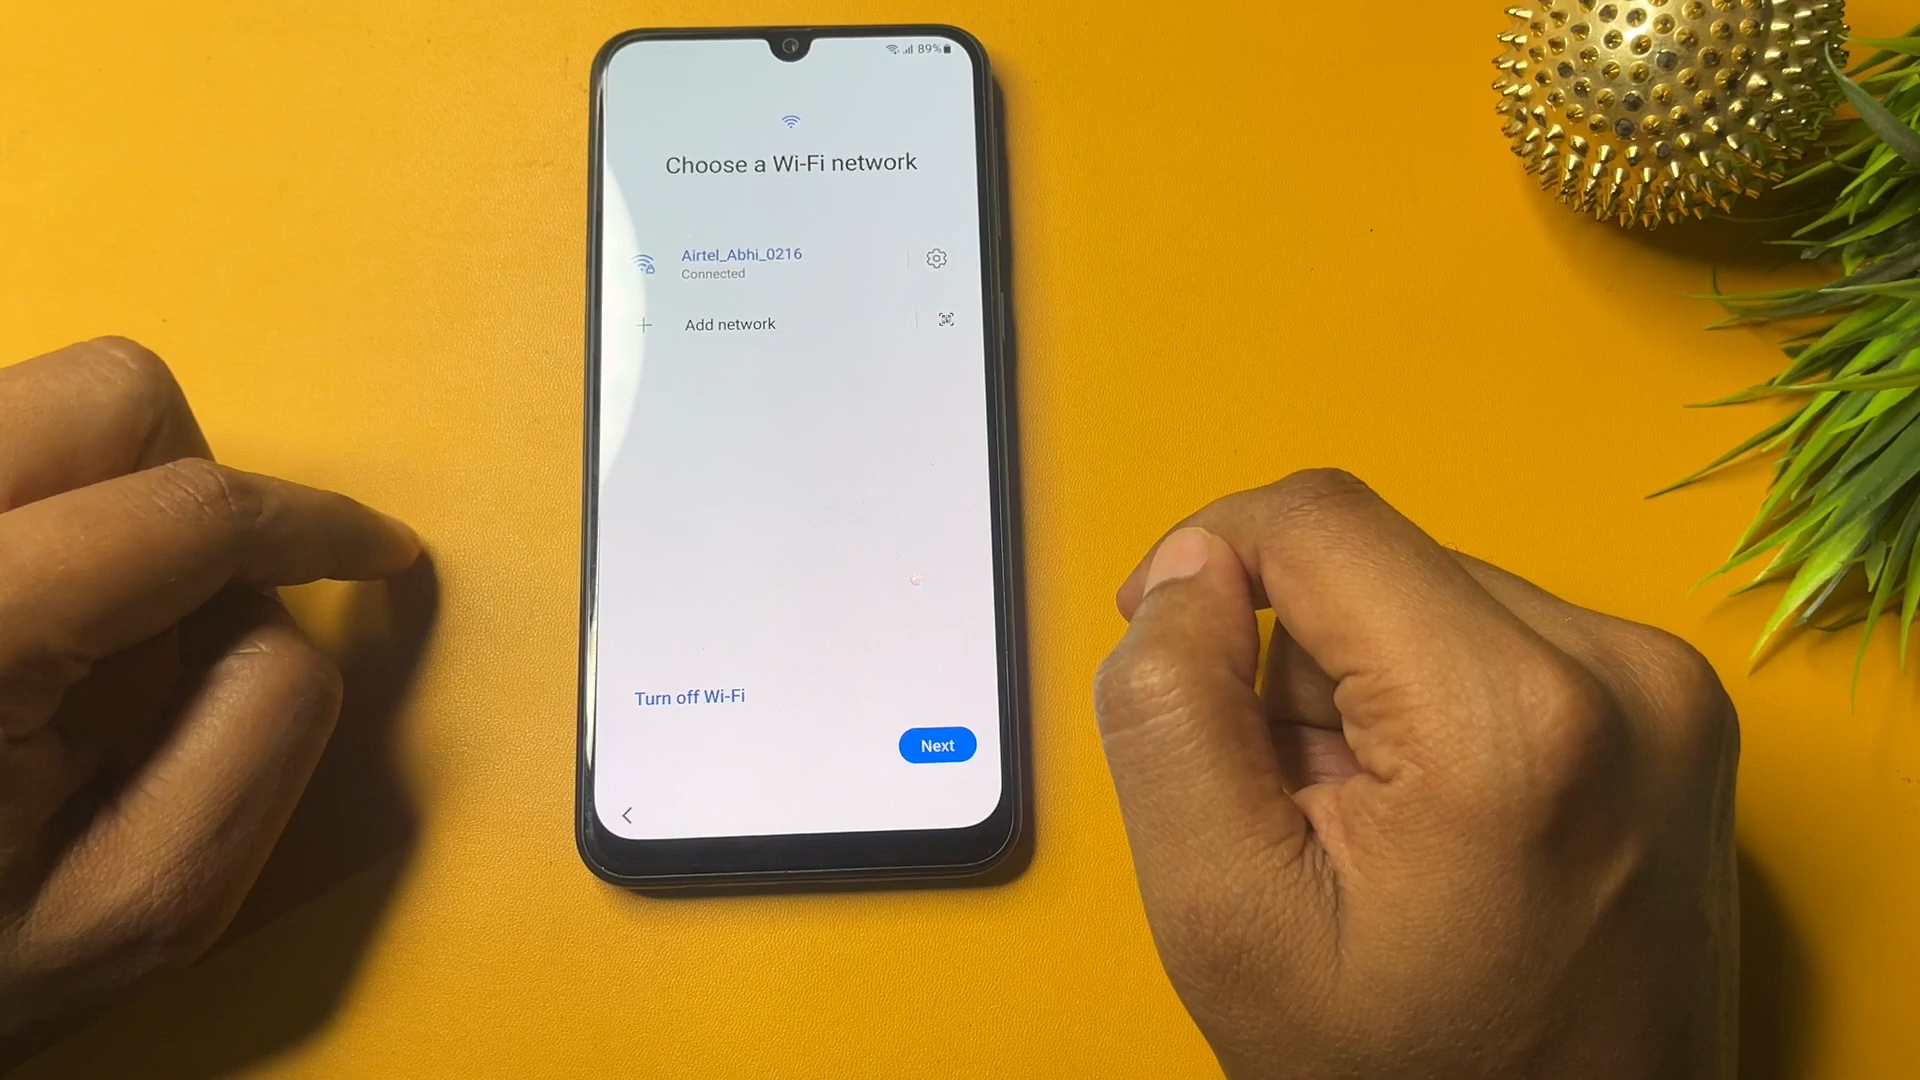 89%
Choose a Wi-Fi network
Airtel_Abhi_0216
Connected
Add network
Turn off Wi-Fi
Next